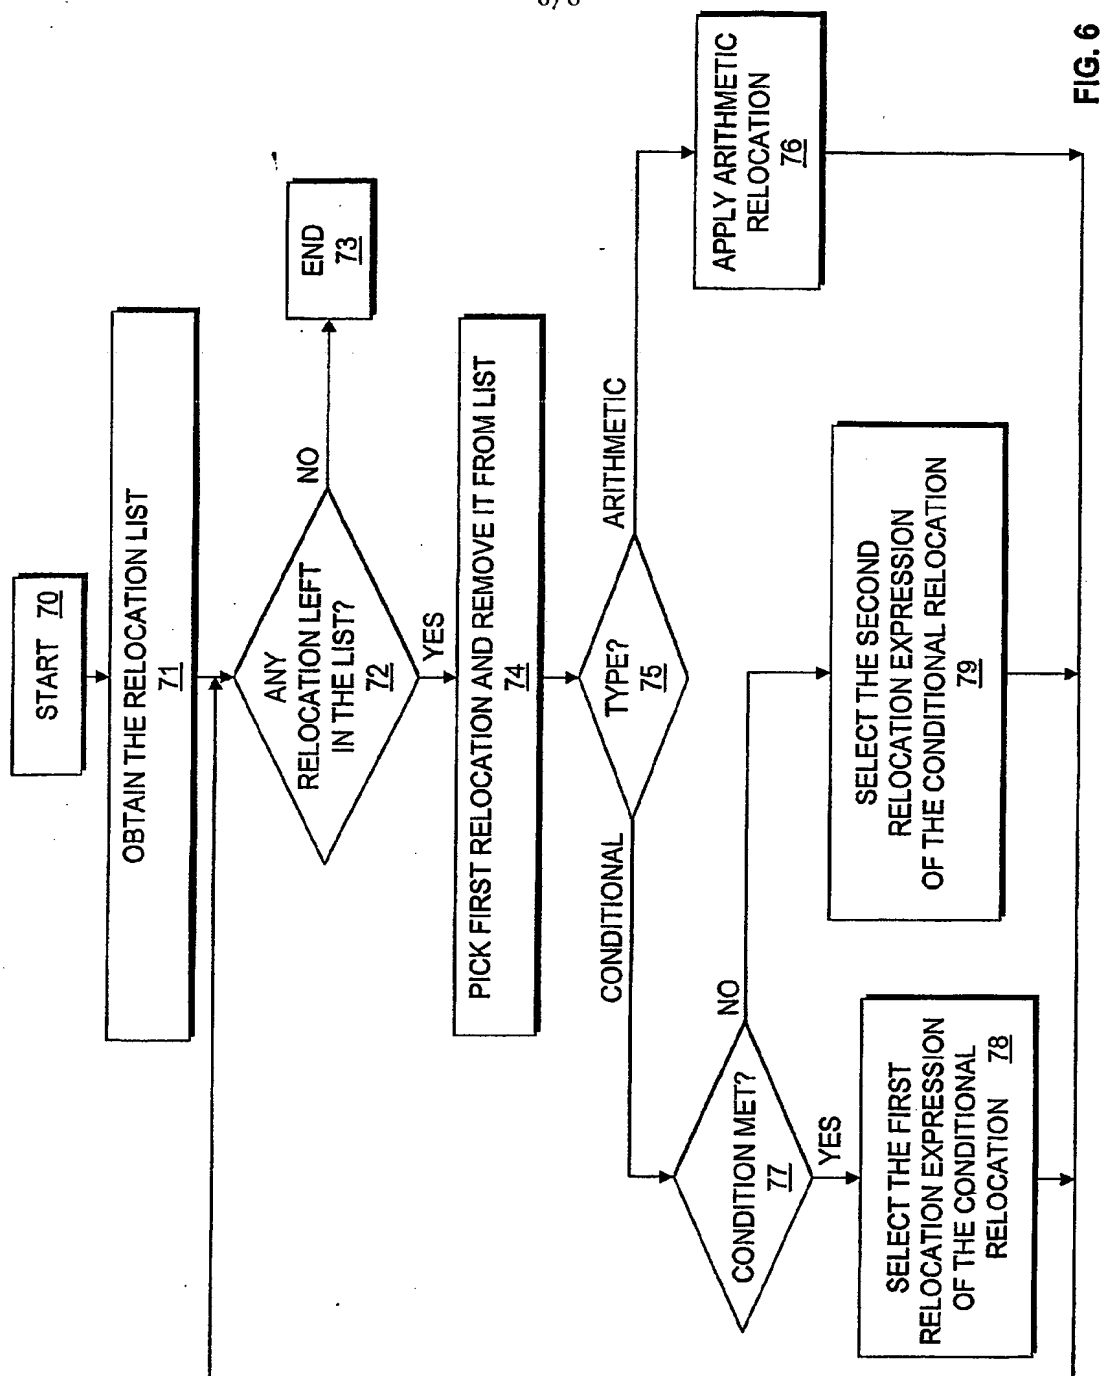 START 70
OBTAIN THE RELOCATION LIST
71
ANY
RELOCATION LEFT
IN THE LIST?
72
NO
END
73
YES
PICK FIRST RELOCATION AND REMOVE IT FROM LIST
74
TYPE?
75
CONDITIONAL
ARITHMETIC
CONDITION MET?
77
NO
YES
APPLY ARITHMETIC
RELOCATION
76
SELECT THE FIRST
RELOCATION EXPRESSION
OF THE CONDITIONAL
RELOCATION 78
SELECT THE SECOND
RELOCATION EXPRESSION
OF THE CONDITIONAL RELOCATION
79
FIG. 6